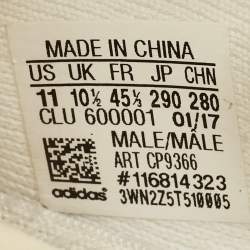 MADE IN CHINA
US UK FR JP CHN
11 10½ 45⅓ 290 280
CLU 600001 01/17
MALE/MÂLE
ART CP9366
#116814323
adidas 3WN2Z5T510005